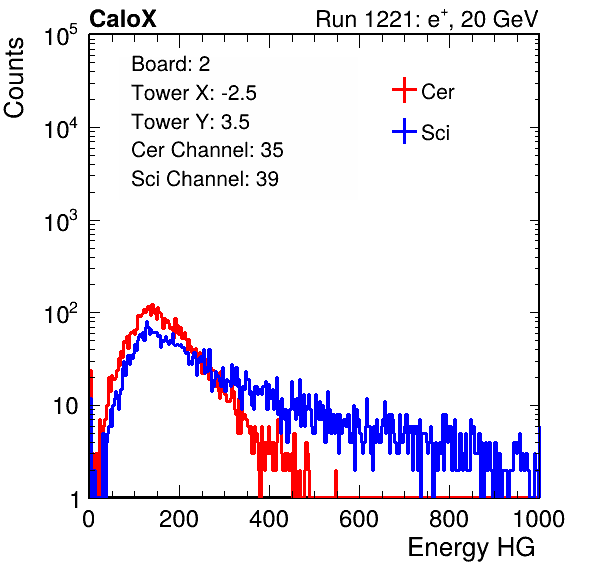 CaloX Run 1221: e⁺, 20 GeV
Counts
Board: 2
Tower X: -2.5
Tower Y: 3.5
Cer Channel: 35
Sci Channel: 39
Cer
Sci
10⁵
10⁴
10³
10²
10
1
0 200 400 600 800 1000
Energy HG